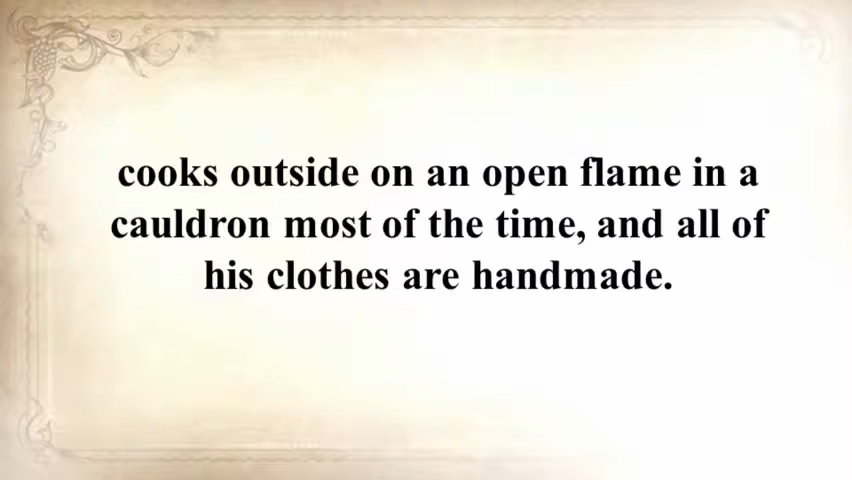 cooks outside on an open flame in a
cauldron most of the time, and all of
his clothes are handmade.